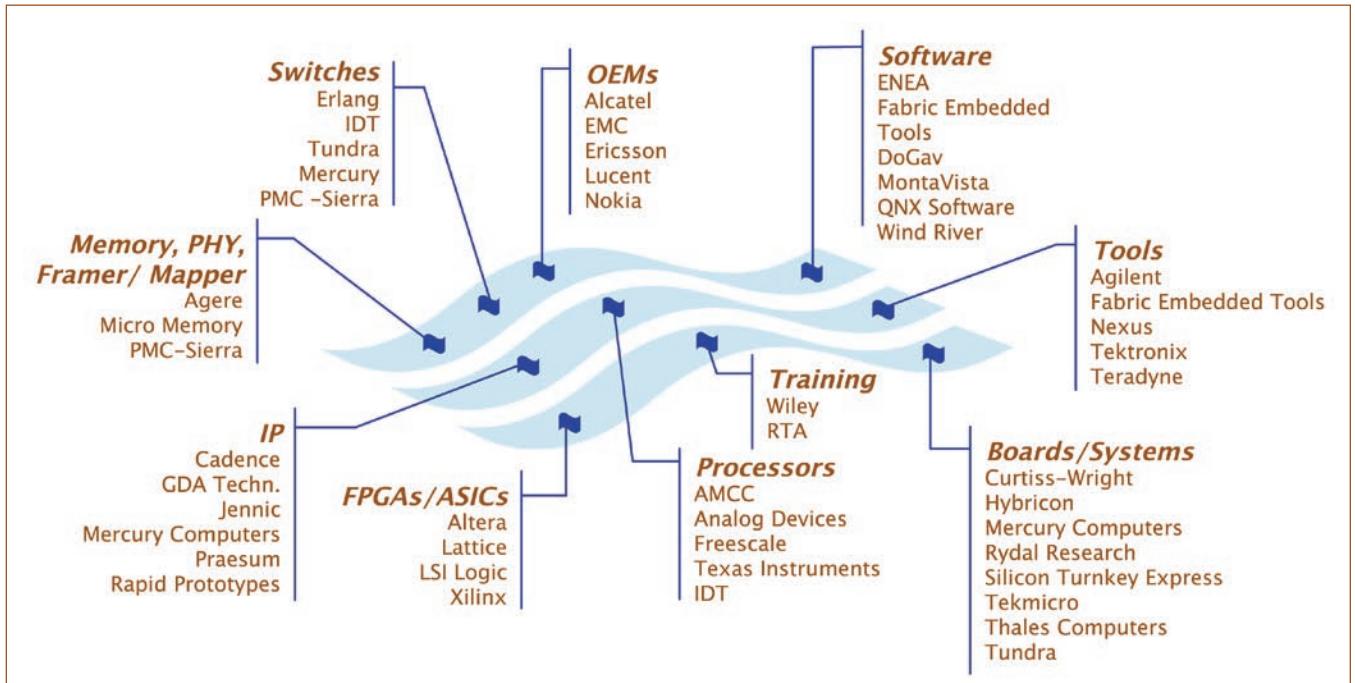 Switches
Erlang
IDT
Tundra
Mercury
PMC -Sierra
OEMs
Alcatel
EMC
Ericsson
Lucent
Nokia
Software
ENEA
Fabric Embedded
Tools
DoGav
MontaVista
QNX Software
Wind River
Memory, PHY,
Framer/ Mapper
Agere
Micro Memory
PMC-Sierra
Tools
Agilent
Fabric Embedded Tools
Nexus
Tektronix
Teradyne
IP
Cadence
GDA Techn.
Jennic
Mercury Computers
Praesum
Rapid Prototypes
FPGAs/ASICs
Altera
Lattice
LSI Logic
Xilinx
Training
Wiley
RTA
Processors
AMCC
Analog Devices
Freescale
Texas Instruments
IDT
Boards/Systems
Curtiss-Wright
Hybricon
Mercury Computers
Rydal Research
Silicon Turnkey Express
Tekmicro
Thales Computers
Tundra